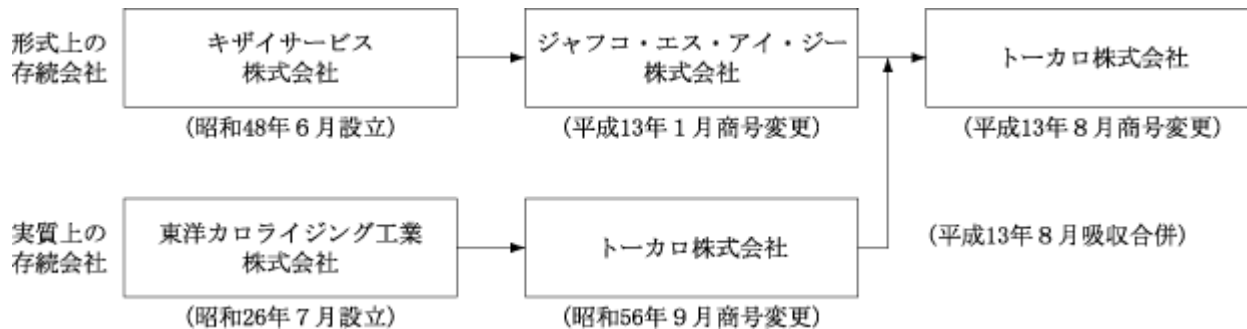 形式上の
存続会社
キザイサービス
株式会社
(昭和48年6月設立)
ジャフコ・エス・アイ・ジー
株式会社
(平成13年1月商号変更)
トーカロ株式会社
(平成13年8月商号変更)
実質上の
存続会社
東洋カロライジング工業
株式会社
(昭和26年7月設立)
トーカロ株式会社
(昭和56年9月商号変更)
(平成13年8月吸収合併)